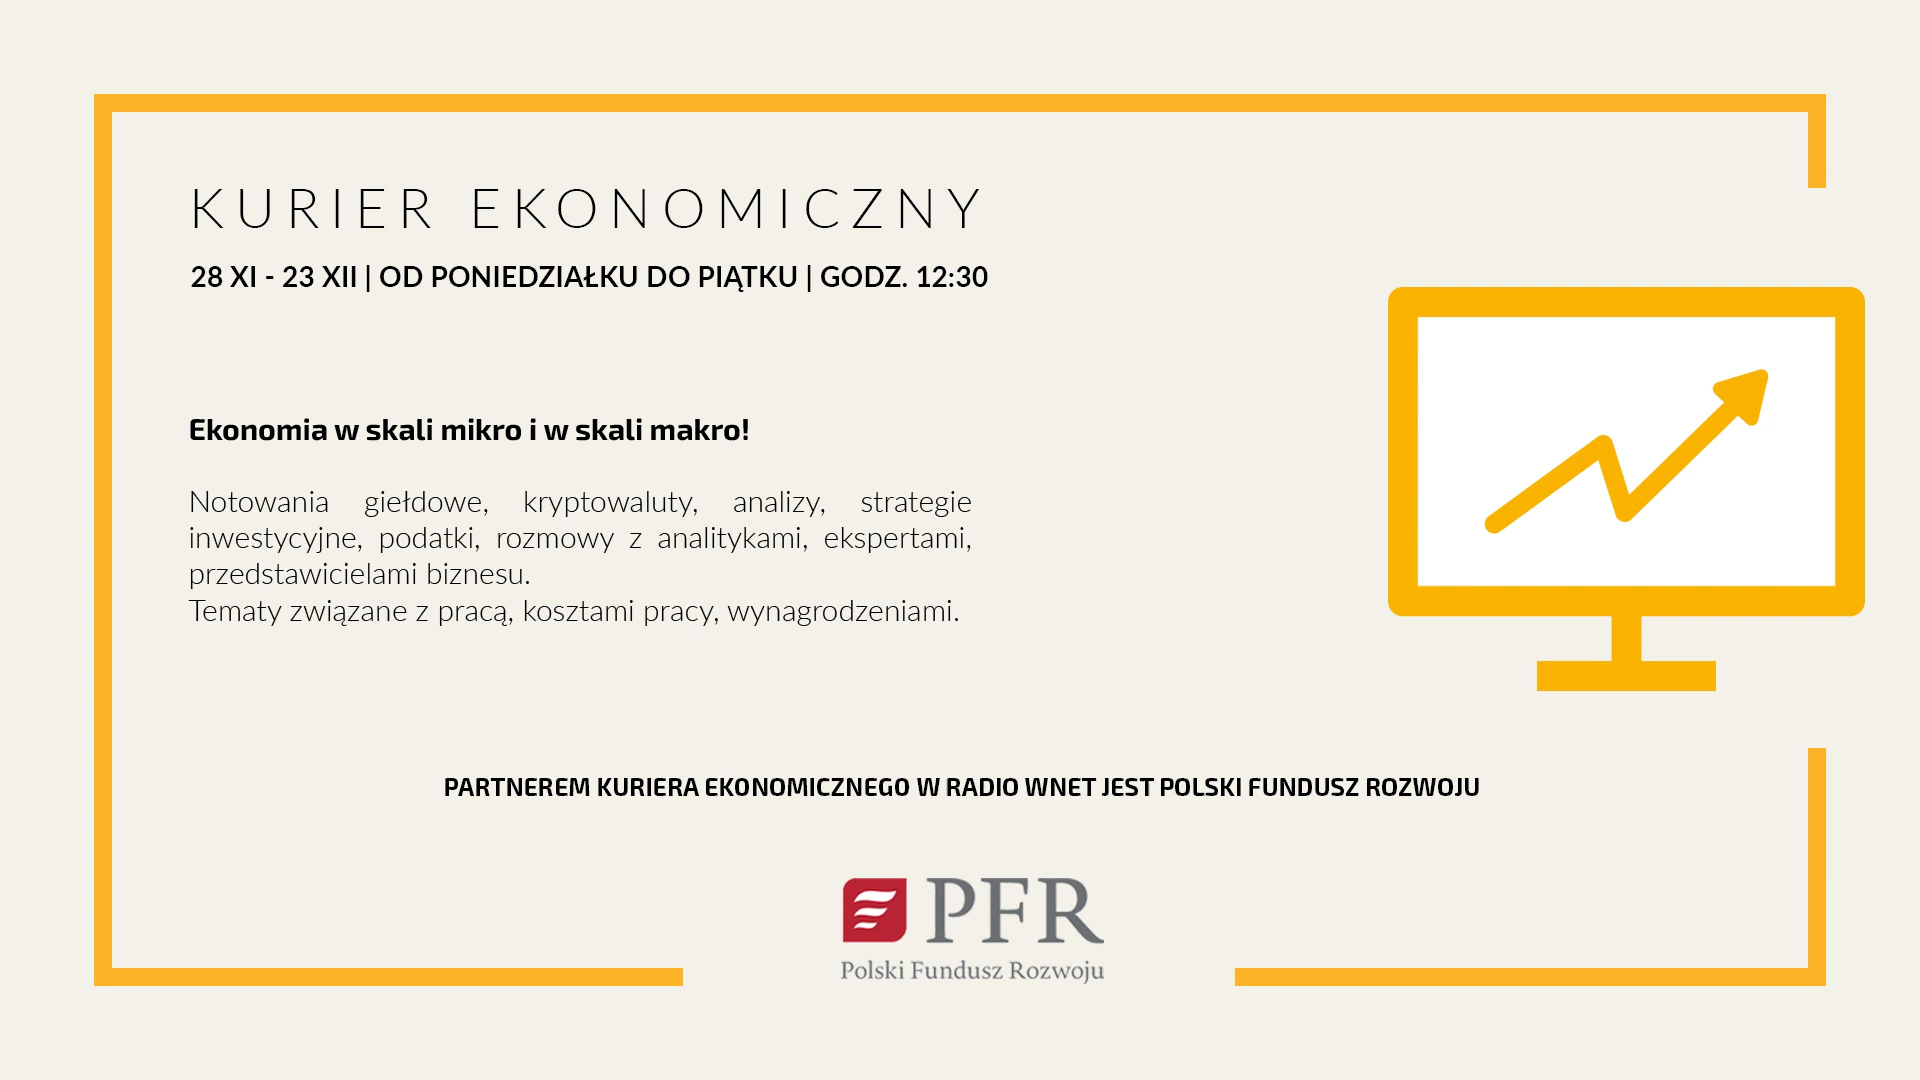 KURIER EKONOMICZNY
28 XI - 23 XII | OD PONIEDZIAŁKU DO PIĄTKU | GODZ. 12:30
Ekonomia w skali mikro i w skali makro!
Notowania giełdowe, kryptowaluty, analizy, strategie
inwestycyjne, podatki, rozmowy z analitykami, ekspertami,
przedstawicielami biznesu.
Tematy związane z pracą, kosztami pracy, wynagrodzeniami.
PARTNEREM KURIERA EKONOMICZNEGO W RADIO WNET JEST POLSKI FUNDUSZ ROZWOJU
PFR
Polski Fundusz Rozwoju